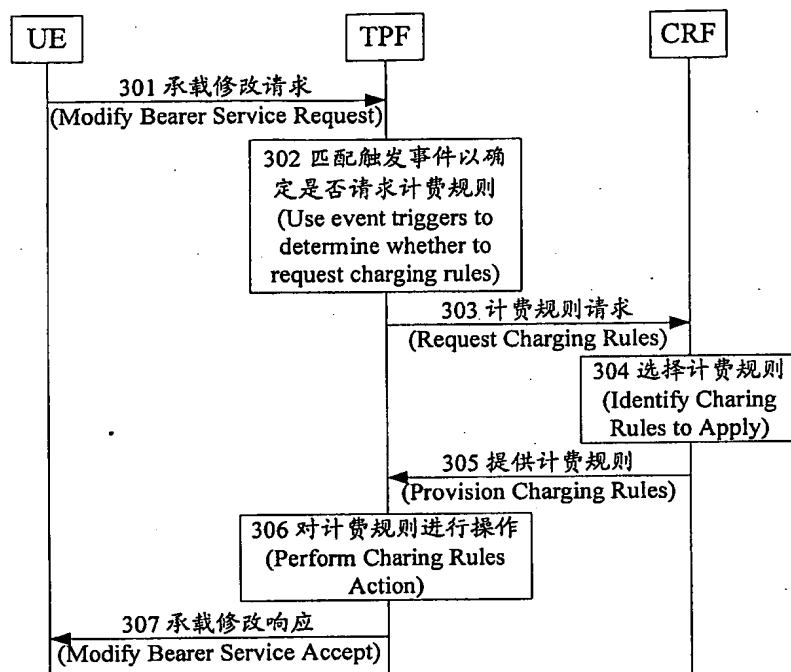 UE
TPF
CRF
301 承载修改请求
(Modify Bearer Service Request)
302 匹配触发事件以确
定是否请求计费规则
(Use event triggers to
determine whether to
request charging rules)
303 计费规则请求
(Request Charging Rules)
304 选择计费规则
(Identify Charing
Rules to Apply)
305 提供计费规则
(Provision Charging Rules)
306 对计费规则进行操作
(Perform Charing Rules
Action)
307 承载修改响应
(Modify Bearer Service Accept)